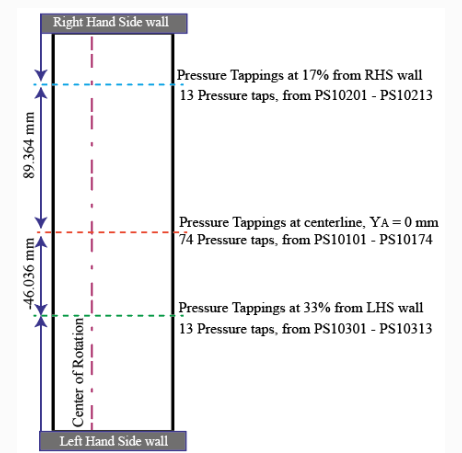 Right Hand Side wall
Pressure Tappings at 17% from RHS wall
13 Pressure taps, from PS10201 - PS10213
89.364 mm
Pressure Tappings at centerline, YA = 0 mm
74 Pressure taps, from PS10101 - PS10174
-46.036 mm
Pressure Tappings at 33% from LHS wall
13 Pressure taps, from PS10301 - PS10313
Center of Rotation
Left Hand Side wall